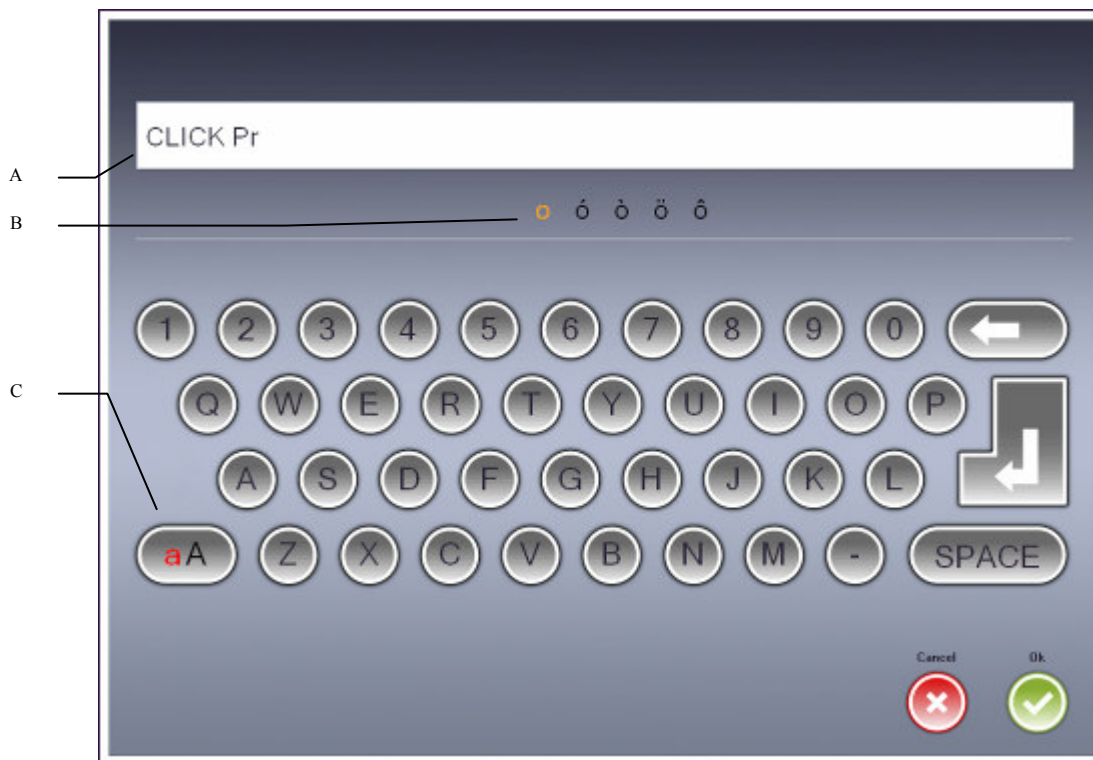 CLICK Pr
A
o ó ò ö ô
B
1 2 3 4 5 6 7 8 9 0
Q W E R T Y U I O P
C
A S D F G H J K L
aA Z X C V B N M - SPACE
Cancel Ok